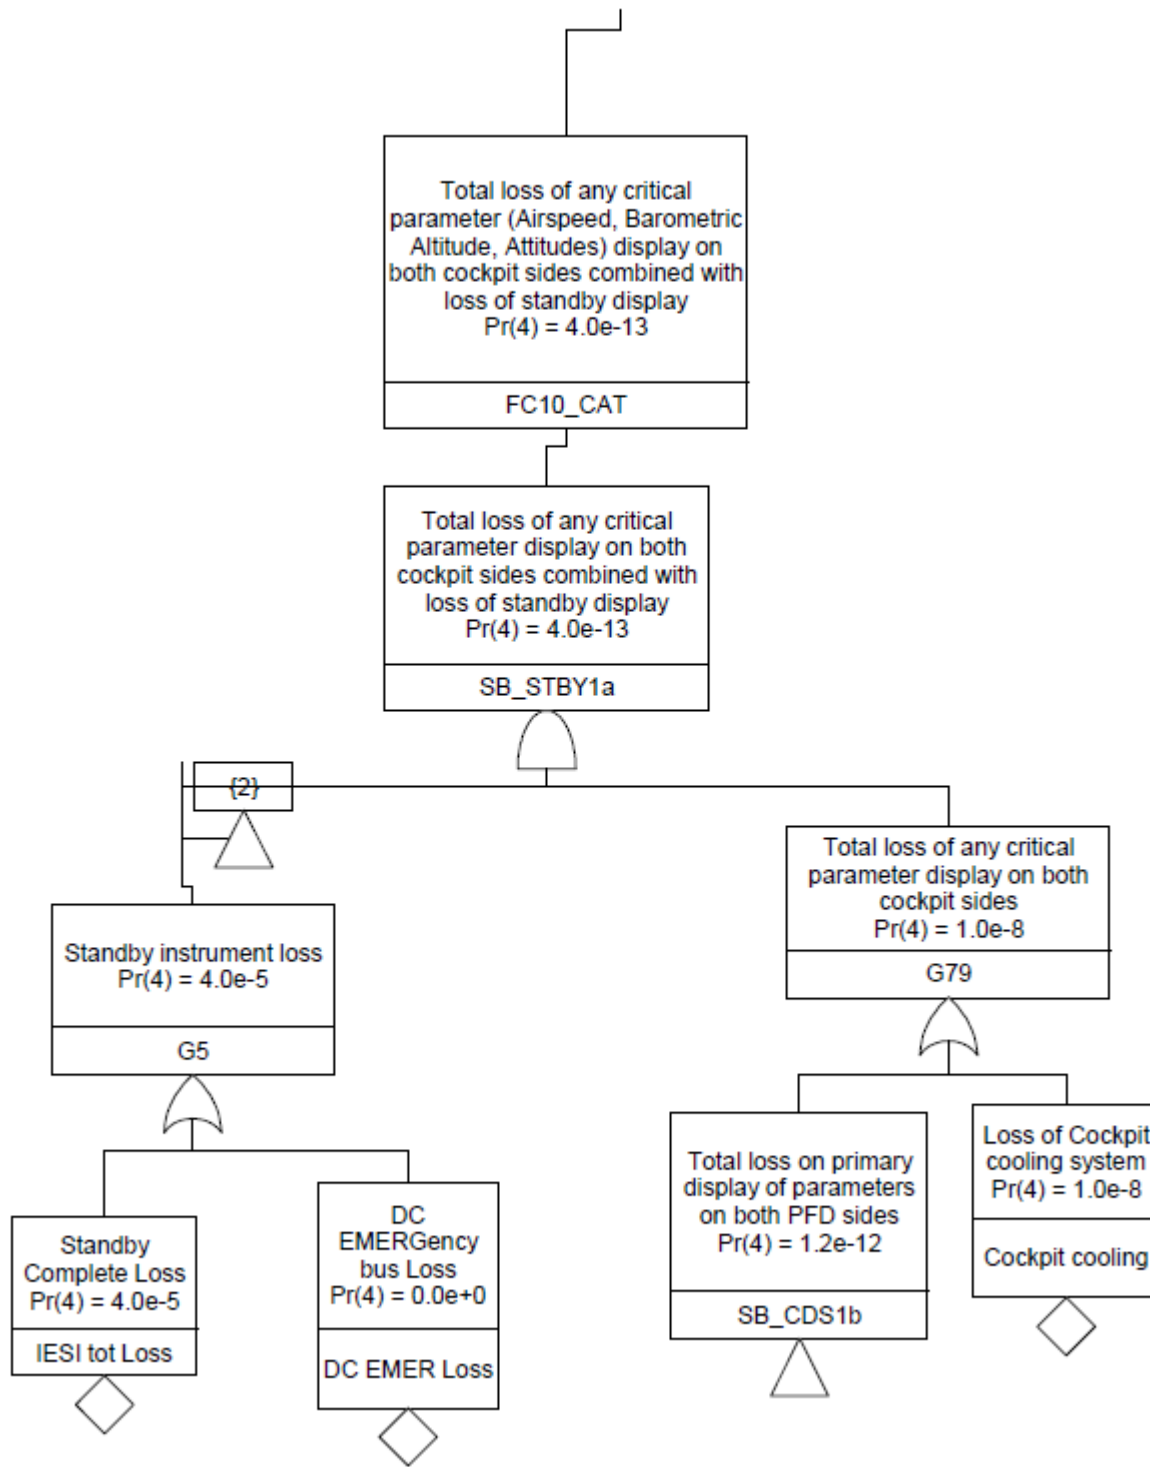 Total loss of any critical
parameter (Airspeed, Barometric
Altitude, Attitudes) display on
both cockpit sides combined with
loss of standby display
Pr(4) = 4.0e-13
FC10_CAT
Total loss of any critical
parameter display on both
cockpit sides combined with
loss of standby display
Pr(4) = 4.0e-13
SB_STBY1a
{2}
Standby instrument loss
Pr(4) = 4.0e-5
G5
Total loss of any critical
parameter display on both
cockpit sides
Pr(4) = 1.0e-8
G79
Standby
Complete Loss
Pr(4) = 4.0e-5
IESI tot Loss
DC
EMERGency
bus Loss
Pr(4) = 0.0e+0
DC EMER Loss
Total loss on primary
display of parameters
on both PFD sides
Pr(4) = 1.2e-12
SB_CDS1b
Loss of Cockpit
cooling system
Pr(4) = 1.0e-8
Cockpit cooling